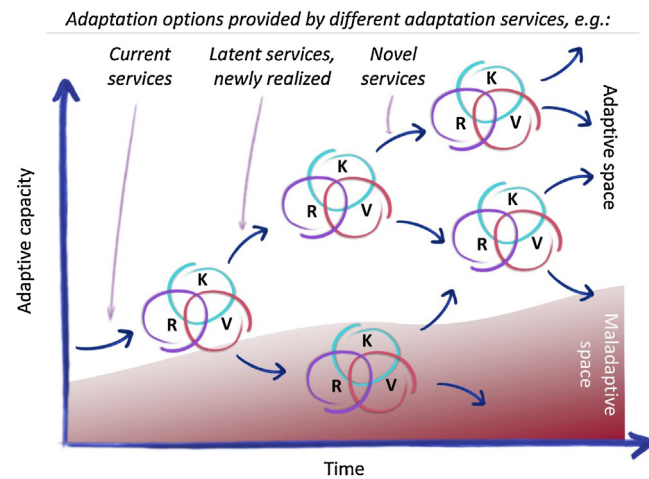 Adaptation options provided by different adaptation services, e.g.:
Current
services
Latent services,
newly realized
Novel
services
K
R
V
K
R
V
K
R
V
K
R
V
K
R
V
Adaptive capacity
Adaptive space
Maladaptive
space
Time